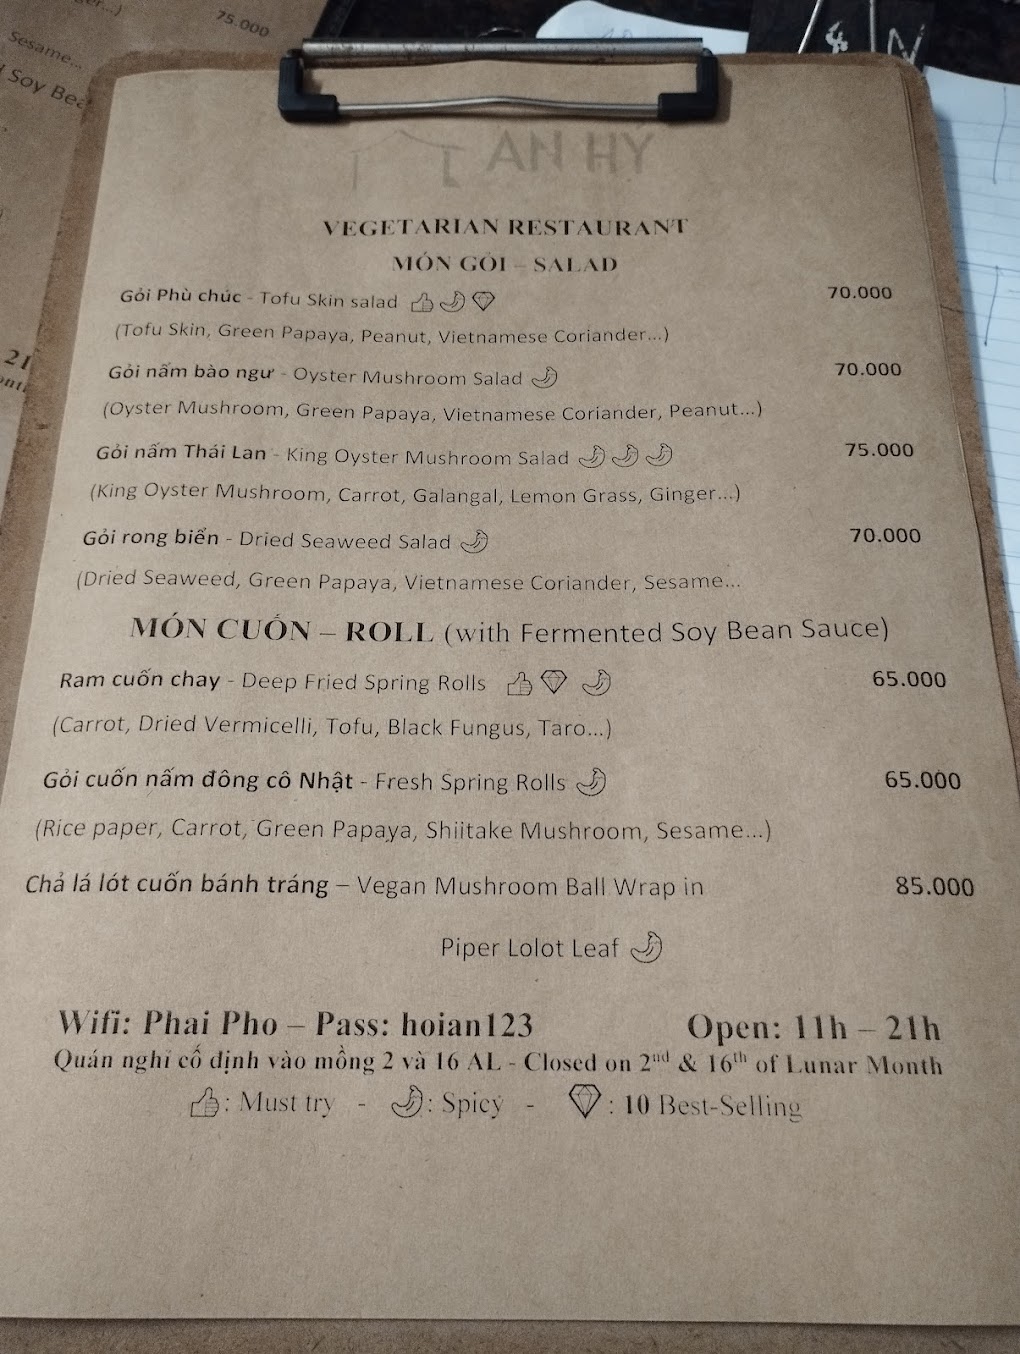 75.000
Sesame...
Soy Bea
21
AN HỶ
VEGETARIAN RESTAURANT
MÓN GỎI – SALAD
Gỏi Phù chúc - Tofu Skin salad 70.000
(Tofu Skin, Green Papaya, Peanut, Vietnamese Coriander...)
Gỏi nấm bào ngư - Oyster Mushroom Salad 70.000
(Oyster Mushroom, Green Papaya, Vietnamese Coriander, Peanut...)
Gỏi nấm Thái Lan - King Oyster Mushroom Salad 75.000
(King Oyster Mushroom, Carrot, Galangal, Lemon Grass, Ginger...)
Gỏi rong biển - Dried Seaweed Salad 70.000
(Dried Seaweed, Green Papaya, Vietnamese Coriander, Sesame...
MÓN CUỐN – ROLL (with Fermented Soy Bean Sauce)
Ram cuốn chay - Deep Fried Spring Rolls 65.000
(Carrot, Dried Vermicelli, Tofu, Black Fungus, Taro...)
Gỏi cuốn nấm đông cô Nhật - Fresh Spring Rolls 65.000
(Rice paper, Carrot, Green Papaya, Shiitake Mushroom, Sesame...)
Chả lá lót cuốn bánh tráng – Vegan Mushroom Ball Wrap in 85.000
Piper Lolot Leaf
Wifi: Phai Pho – Pass: hoian123 Open: 11h – 21h
Quán nghỉ cố định vào mồng 2 và 16 AL - Closed on 2nd & 16th of Lunar Month
: Must try - : Spicy - : 10 Best-Selling